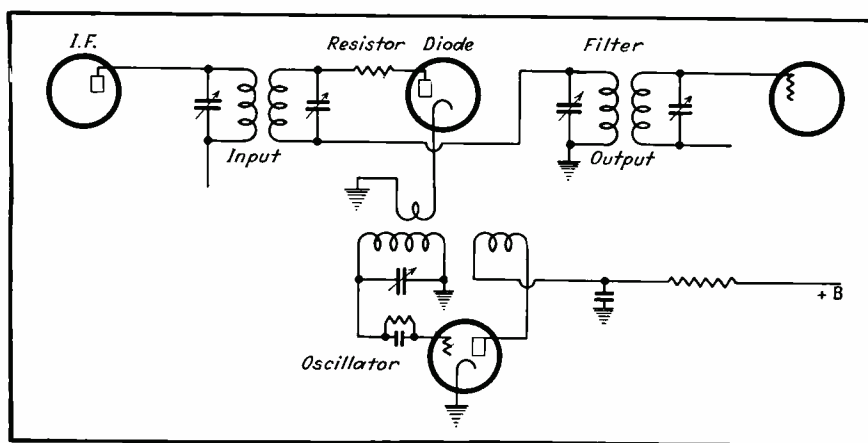 I.F.
Resistor
Diode
Filter
Input
Output
+ B
Oscillator